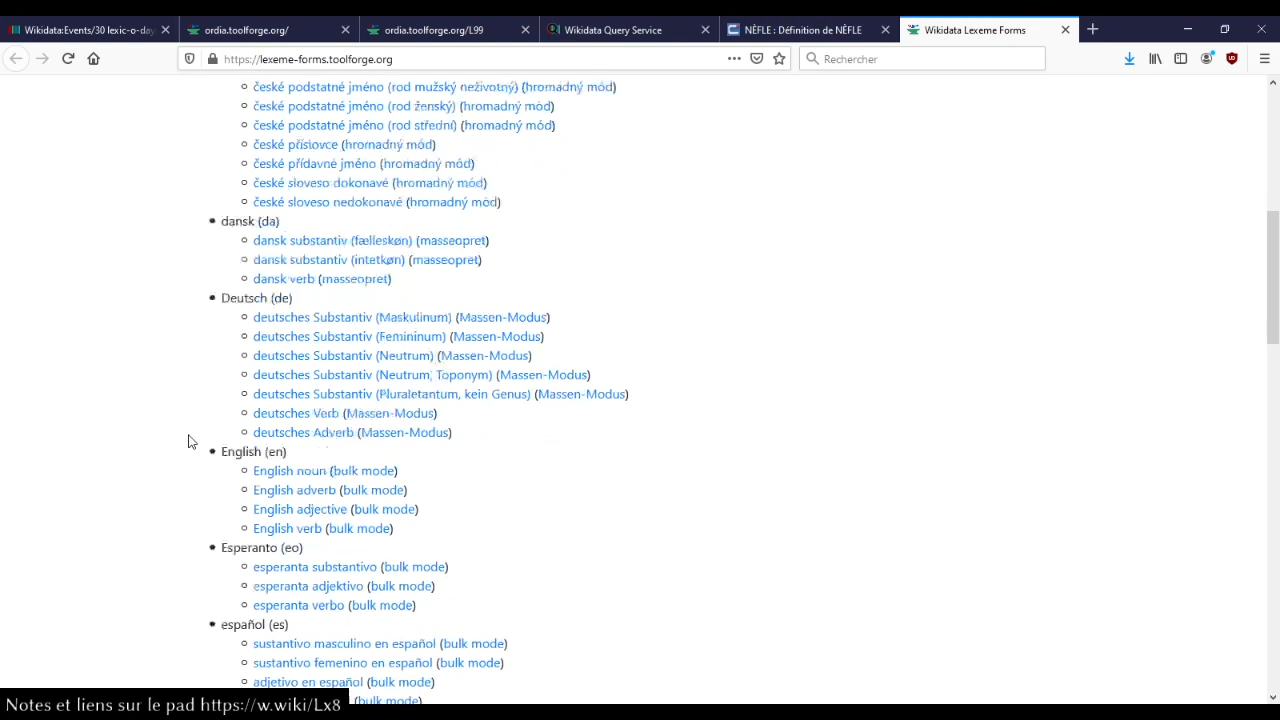 Wikidata:Events/30 lexic-o-day
ordia.toolforge.org/
ordia.toolforge.org/L99
Wikidata Query Service
NÈFLE : Définition de NÈFLE
Wikidata Lexeme Forms
https://lexeme-forms.toolforge.org
Rechercher
české podstatné jméno (rod mužský neživotný) (hromadný mód)
české podstatné jméno (rod ženský) (hromadný mód)
české podstatné jméno (rod střední) (hromadný mód)
české příslovce (hromadný mód)
české přídavné jméno (hromadný mód)
české sloveso dokonavé (hromadný mód)
české sloveso nedokonavé (hromadný mód)
dansk (da)
dansk substantiv (fælleskøn) (masseopret)
dansk substantiv (intetkøn) (masseopret)
dansk verb (masseopret)
Deutsch (de)
deutsches Substantiv (Maskulinum) (Massen-Modus)
deutsches Substantiv (Femininum) (Massen-Modus)
deutsches Substantiv (Neutrum) (Massen-Modus)
deutsches Substantiv (Neutrum, Toponym) (Massen-Modus)
deutsches Substantiv (Pluraletantum, kein Genus) (Massen-Modus)
deutsches Verb (Massen-Modus)
deutsches Adverb (Massen-Modus)
English (en)
English noun (bulk mode)
English adverb (bulk mode)
English adjective (bulk mode)
English verb (bulk mode)
Esperanto (eo)
esperanta substantivo (bulk mode)
esperanta adjektivo (bulk mode)
esperanta verbo (bulk mode)
español (es)
sustantivo masculino en español (bulk mode)
sustantivo femenino en español (bulk mode)
adjetivo en español (bulk mode)
(bulk mode)
Notes et liens sur le pad https://w.wiki/Lx8